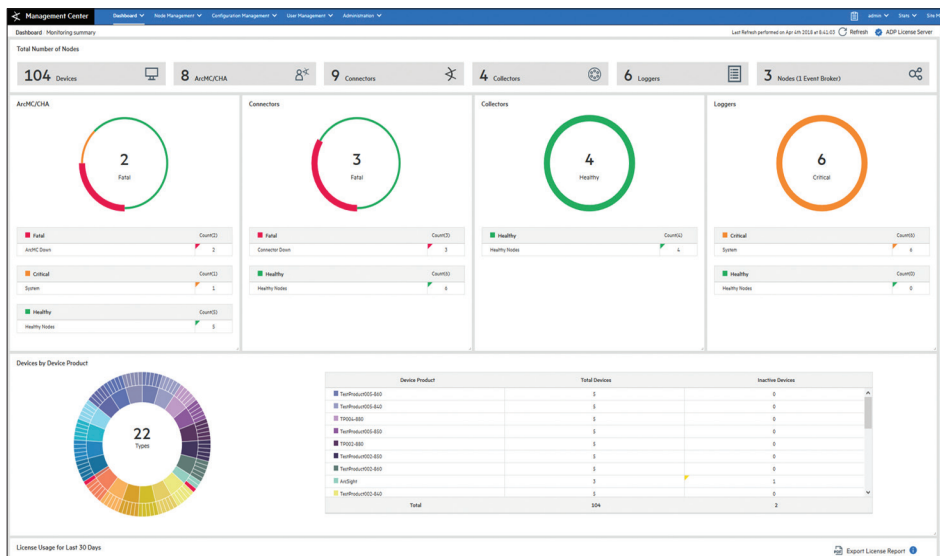 Management Center Dashboard Node Management Configuration Management User Management Administration admin Stats Site M
Dashboard Monitoring summary Last Refresh performed on Apr 4th 2018 at 8:41:03 Refresh ADP License Server
Total Number of Nodes
104 Devices 8 ArcMC/CHA 9 Connectors 4 Collectors 6 Loggers 3 Nodes (1 Event Broker)
ArcMC/CHA Connectors Collectors Loggers
2 3 4 6
Fatal Fatal Healthy Critical
Fatal Count(2) Fatal Count(3) Healthy Count(4) Critical Count(6)
ArcMC Down 2 Connector Down 3 Healthy Nodes 4 System 6
Critical Count(1) Healthy Count(6) Healthy Count(0)
System 1 Healthy Nodes 6 Healthy Nodes 0
Healthy Count(5)
Healthy Nodes 5
Devices by Device Product
22
Types
Device Product Total Devices Inactive Devices
TestProduct005-860 5 0
TestProduct005-840 5 0
TP004-880 5 0
TestProduct005-850 5 0
TP002-880 5 0
TestProduct002-850 5 0
TestProduct002-860 5 0
ArcSight 3 1
TestProduct002-840 5 0
Total 104 2
License Usage for Last 30 Days Export License Report